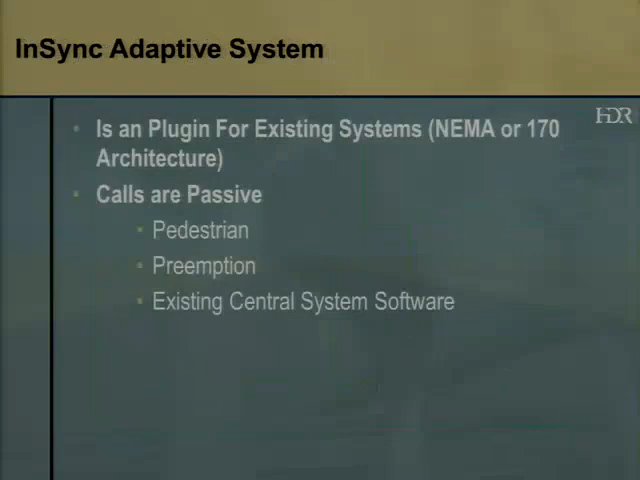 InSync Adaptive System
HDR
• Is an Plugin For Existing Systems (NEMA or 170
Architecture)
• Calls are Passive
• Pedestrian
• Preemption
• Existing Central System Software